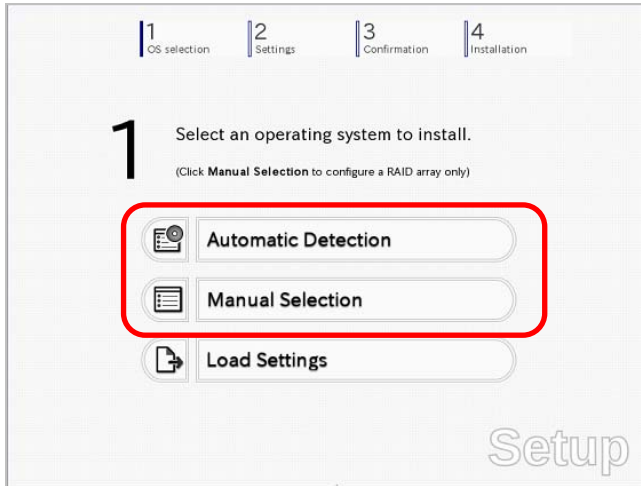 1 2 3 4
OS selection Settings Confirmation Installation
1 Select an operating system to install.
(Click Manual Selection to configure a RAID array only)
Automatic Detection
Manual Selection
Load Settings
Setup